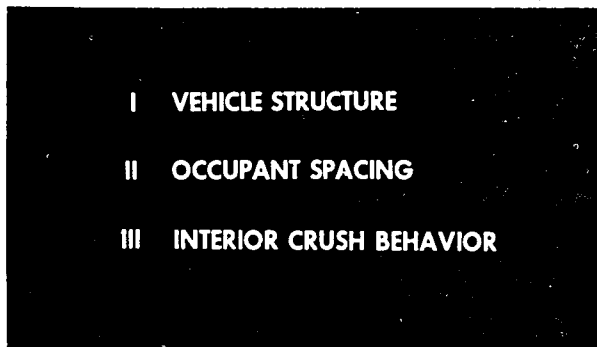 I VEHICLE STRUCTURE
II OCCUPANT SPACING
III INTERIOR CRUSH BEHAVIOR